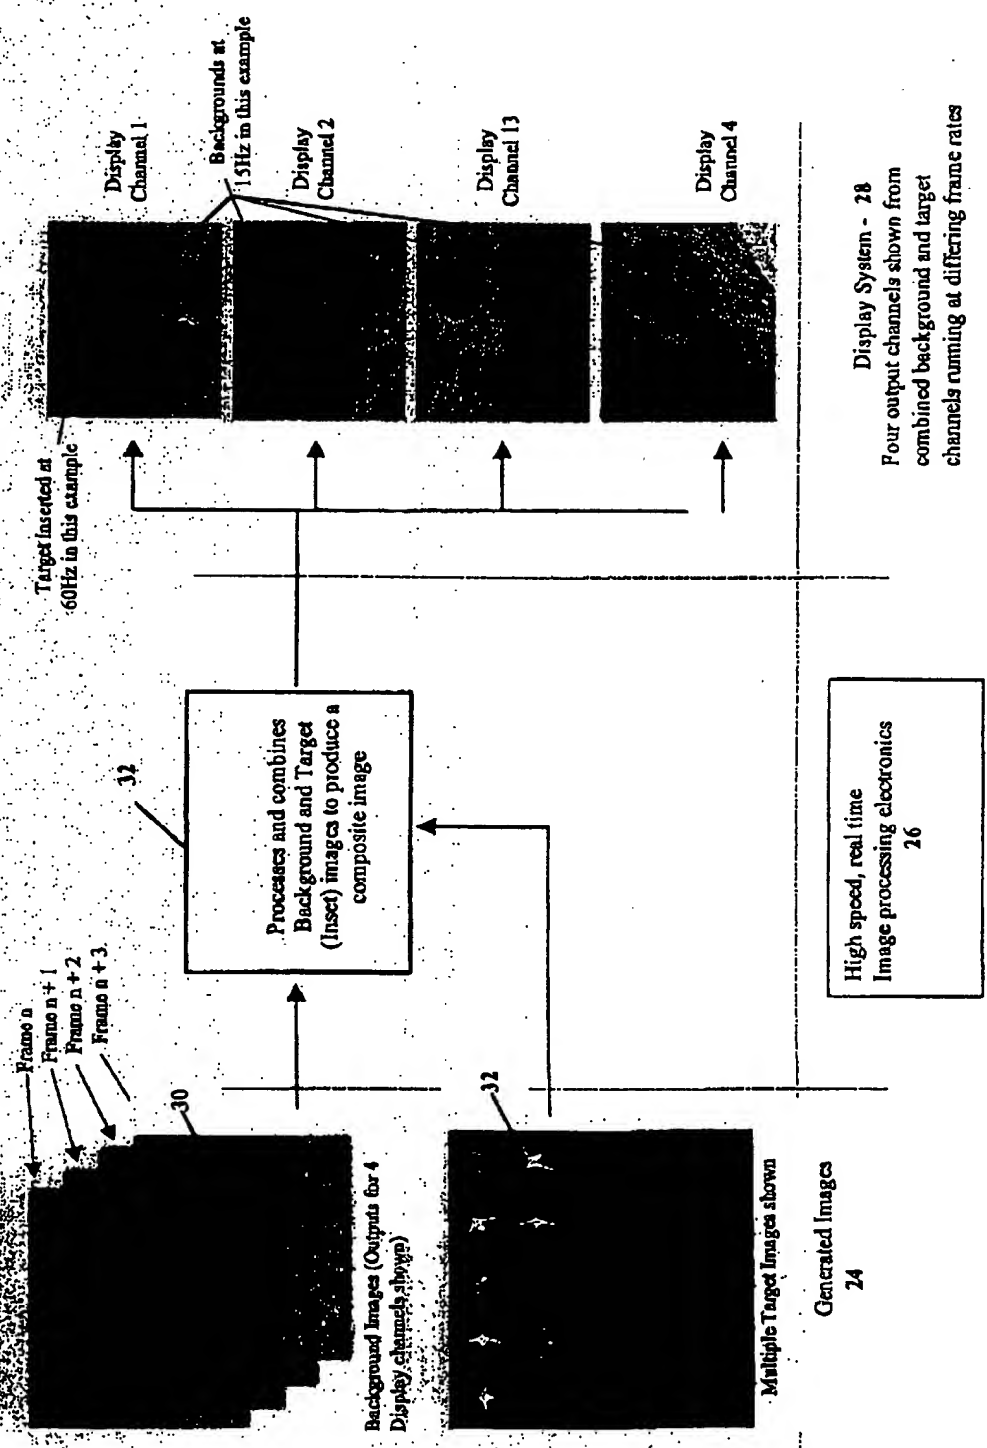 Frame n
Frame n + 1
Frame n + 2
Frame n + 3
30
Background Images (Outputs for 4
Display channels shown)
32
Multiple Target Images shown
Generated Images
24
32
Processes and combines
Background and Target
(Inset) images to produce a
composite image
High speed, real time
Image processing electronics
26
Target Inserted at
60Hz in this example
Backgrounds at
15Hz in this example
Display
Channel 1
Display
Channel 2
Display
Channel 13
Display
Channel 4
Display System - 28
Four output channels shown from
combined background and target
channels running at differing frame rates